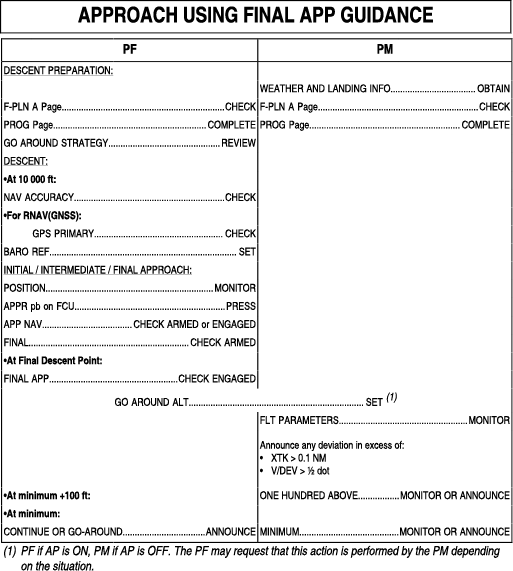 APPROACH USING FINAL APP GUIDANCE
PF PM
DESCENT PREPARATION:
WEATHER AND LANDING INFO.................................... OBTAIN
F-PLN A Page......................................................CHECK F-PLN A Page......................................................CHECK
PROG Page.................................................. COMPLETE PROG Page.................................................. COMPLETE
GO AROUND STRATEGY.....................................REVIEW
DESCENT:
•At 10 000 ft:
NAV ACCURACY..................................................CHECK
•For RNAV(GNSS):
GPS PRIMARY........................................... CHECK
BARO REF.............................................................. SET
INITIAL / INTERMEDIATE / FINAL APPROACH:
POSITION........................................................MONITOR
APPR pb on FCU..................................................PRESS
APP NAV.............................. CHECK ARMED or ENGAGED
FINAL..................................................... CHECK ARMED
•At Final Descent Point:
FINAL APP.......................................... CHECK ENGAGED
GO AROUND ALT.......................................................... SET (1)
FLT PARAMETERS.......................................... MONITOR
Announce any deviation in excess of:
• XTK > 0.1 NM
• V/DEV > ½ dot
•At minimum +100 ft: ONE HUNDRED ABOVE.............. MONITOR OR ANNOUNCE
•At minimum:
CONTINUE OR GO-AROUND...........................ANNOUNCE MINIMUM................................. MONITOR OR ANNOUNCE
(1) PF if AP is ON, PM if AP is OFF. The PF may request that this action is performed by the PM depending
on the situation.